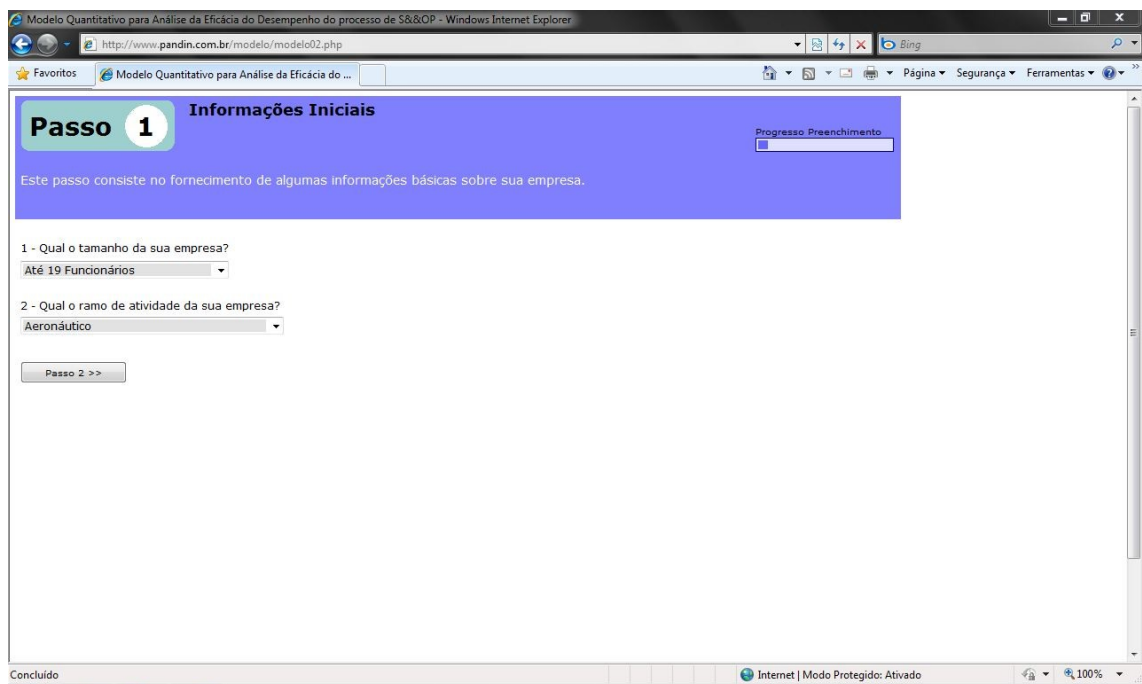 Modelo Quantitativo para Análise da Eficácia do Desempenho do processo de S&&OP - Windows Internet Explorer
http://www.pandin.com.br/modelo/modelo02.php
Bing
Favoritos
Modelo Quantitativo para Análise da Eficácia do ...
Página
Segurança
Ferramentas
Passo 1
Informações Iniciais
Progresso Preenchimento
Este passo consiste no fornecimento de algumas informações básicas sobre sua empresa.
1 - Qual o tamanho da sua empresa?
Até 19 Funcionários
2 - Qual o ramo de atividade da sua empresa?
Aeronáutico
Passo 2 >>
Concluído
Internet | Modo Protegido: Ativado
100%